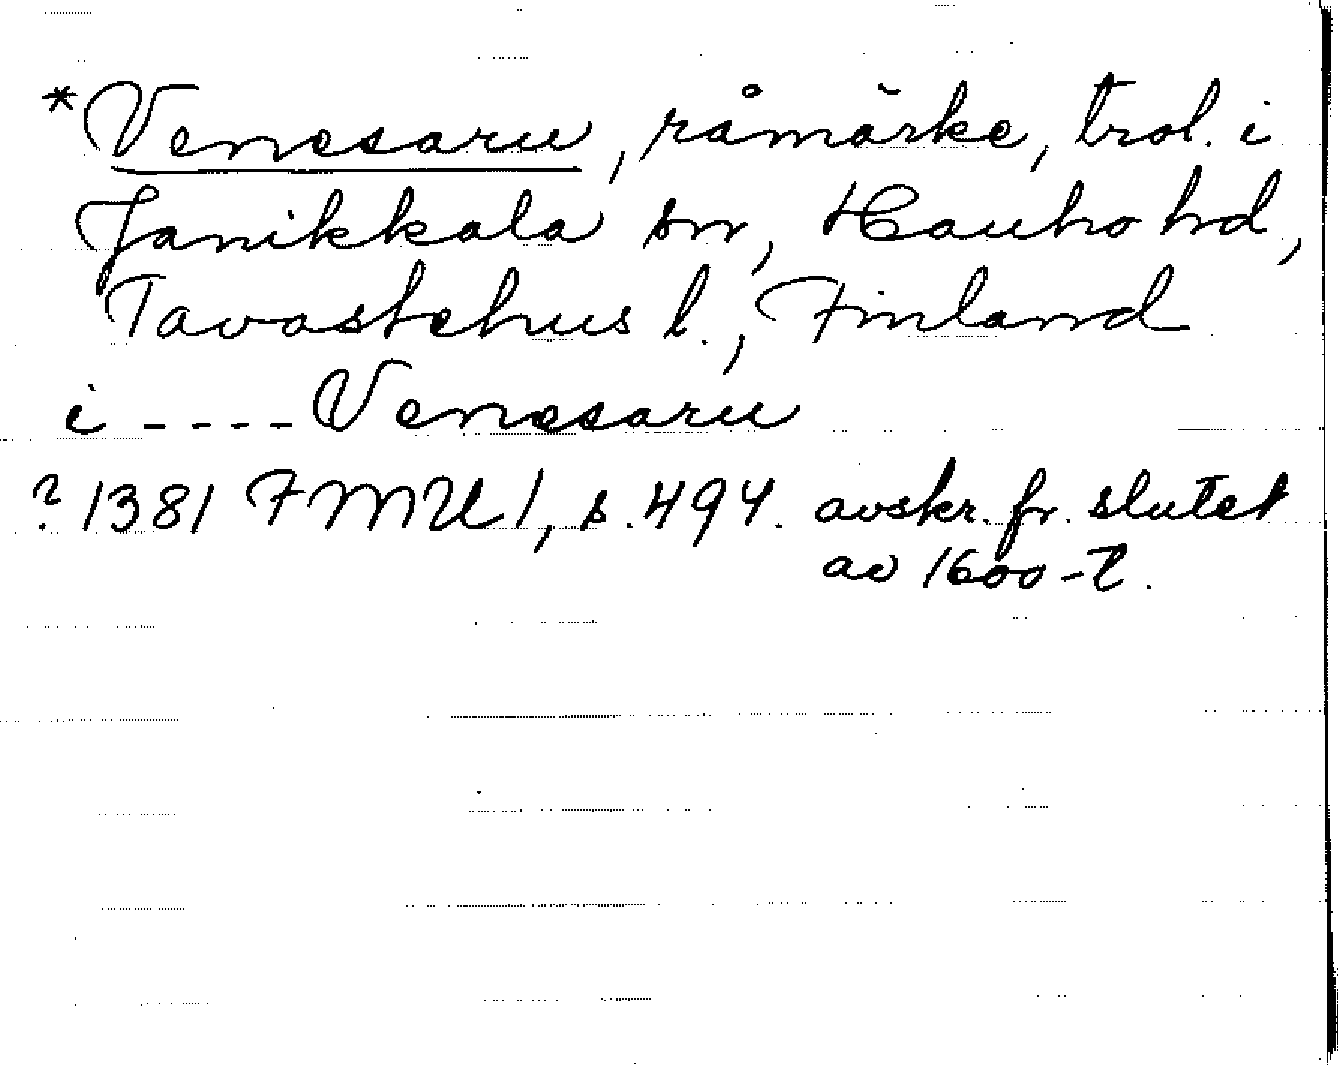 *Venesaru, råmärke, trol. i
Janikkala sn, Hauho hd,
Tavastehus l., Finland
i ---- Venesaru
? 1381 FMU 1, s. 494. avskr. fr. slutet
av 1600-t.